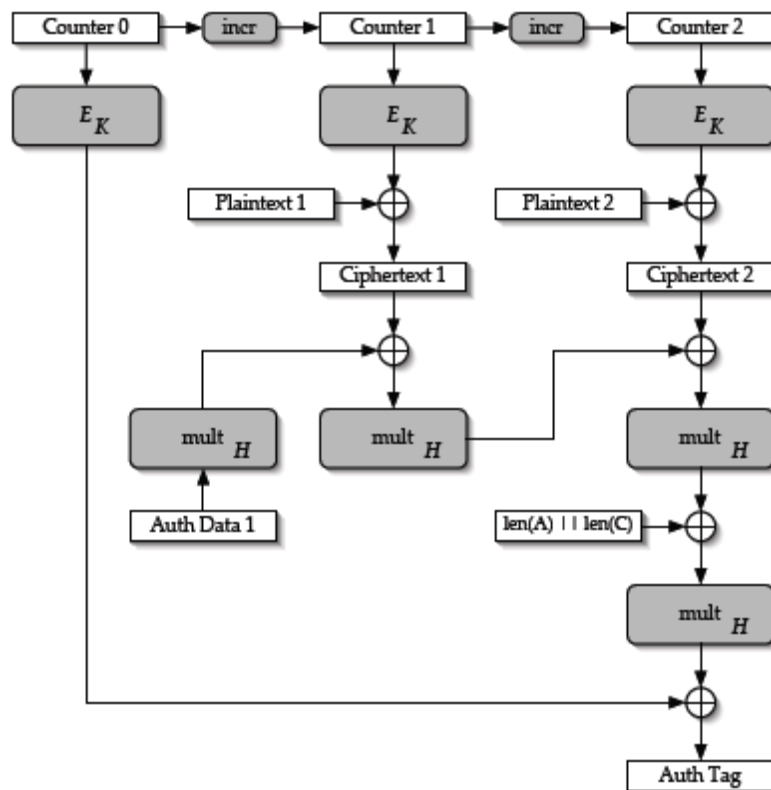 Counter 0
incr
Counter 1
incr
Counter 2
E K
E K
E K
Plaintext 1
Plaintext 2
Ciphertext 1
Ciphertext 2
mult H
mult H
mult H
Auth Data 1
len(A) || len(C)
mult H
Auth Tag